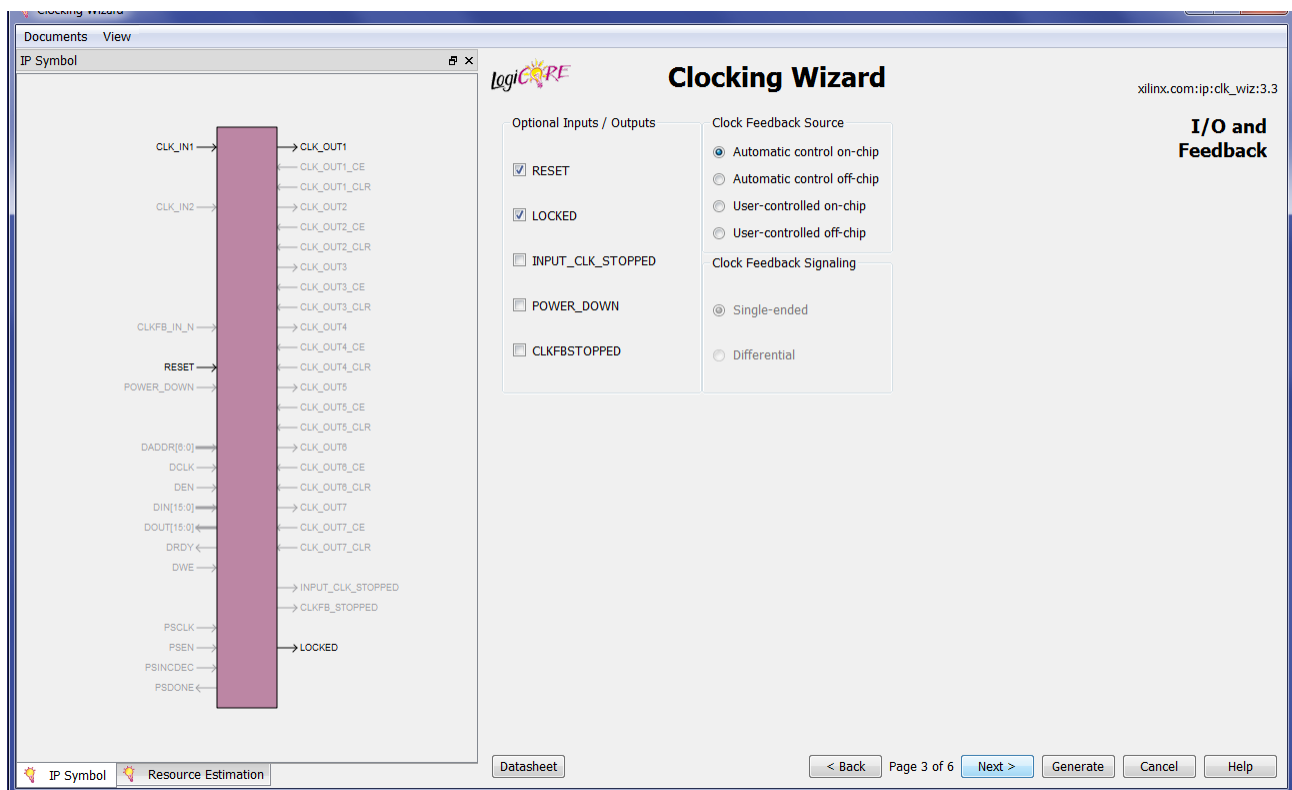 Clocking Wizard
Documents View
IP Symbol
CLK_IN1
CLK_IN2
CLKFB_IN_N
RESET
POWER_DOWN
DADDR[6:0]
DCLK
DEN
DIN[15:0]
DOUT[15:0]
DRDY
DWE
PSCLK
PSEN
PSINCDEC
PSDONE
CLK_OUT1
CLK_OUT1_CE
CLK_OUT1_CLR
CLK_OUT2
CLK_OUT2_CE
CLK_OUT2_CLR
CLK_OUT3
CLK_OUT3_CE
CLK_OUT3_CLR
CLK_OUT4
CLK_OUT4_CE
CLK_OUT4_CLR
CLK_OUT5
CLK_OUT5_CE
CLK_OUT5_CLR
CLK_OUT6
CLK_OUT6_CE
CLK_OUT6_CLR
CLK_OUT7
CLK_OUT7_CE
CLK_OUT7_CLR
INPUT_CLK_STOPPED
CLKFB_STOPPED
LOCKED
IP Symbol
Resource Estimation
LogiCORE
Clocking Wizard
xilinx.com:ip:clk_wiz:3.3
I/O and
Feedback
Optional Inputs / Outputs
RESET
LOCKED
INPUT_CLK_STOPPED
POWER_DOWN
CLKFBSTOPPED
Clock Feedback Source
Automatic control on-chip
Automatic control off-chip
User-controlled on-chip
User-controlled off-chip
Clock Feedback Signaling
Single-ended
Differential
Datasheet
< Back Page 3 of 6 Next > Generate Cancel Help